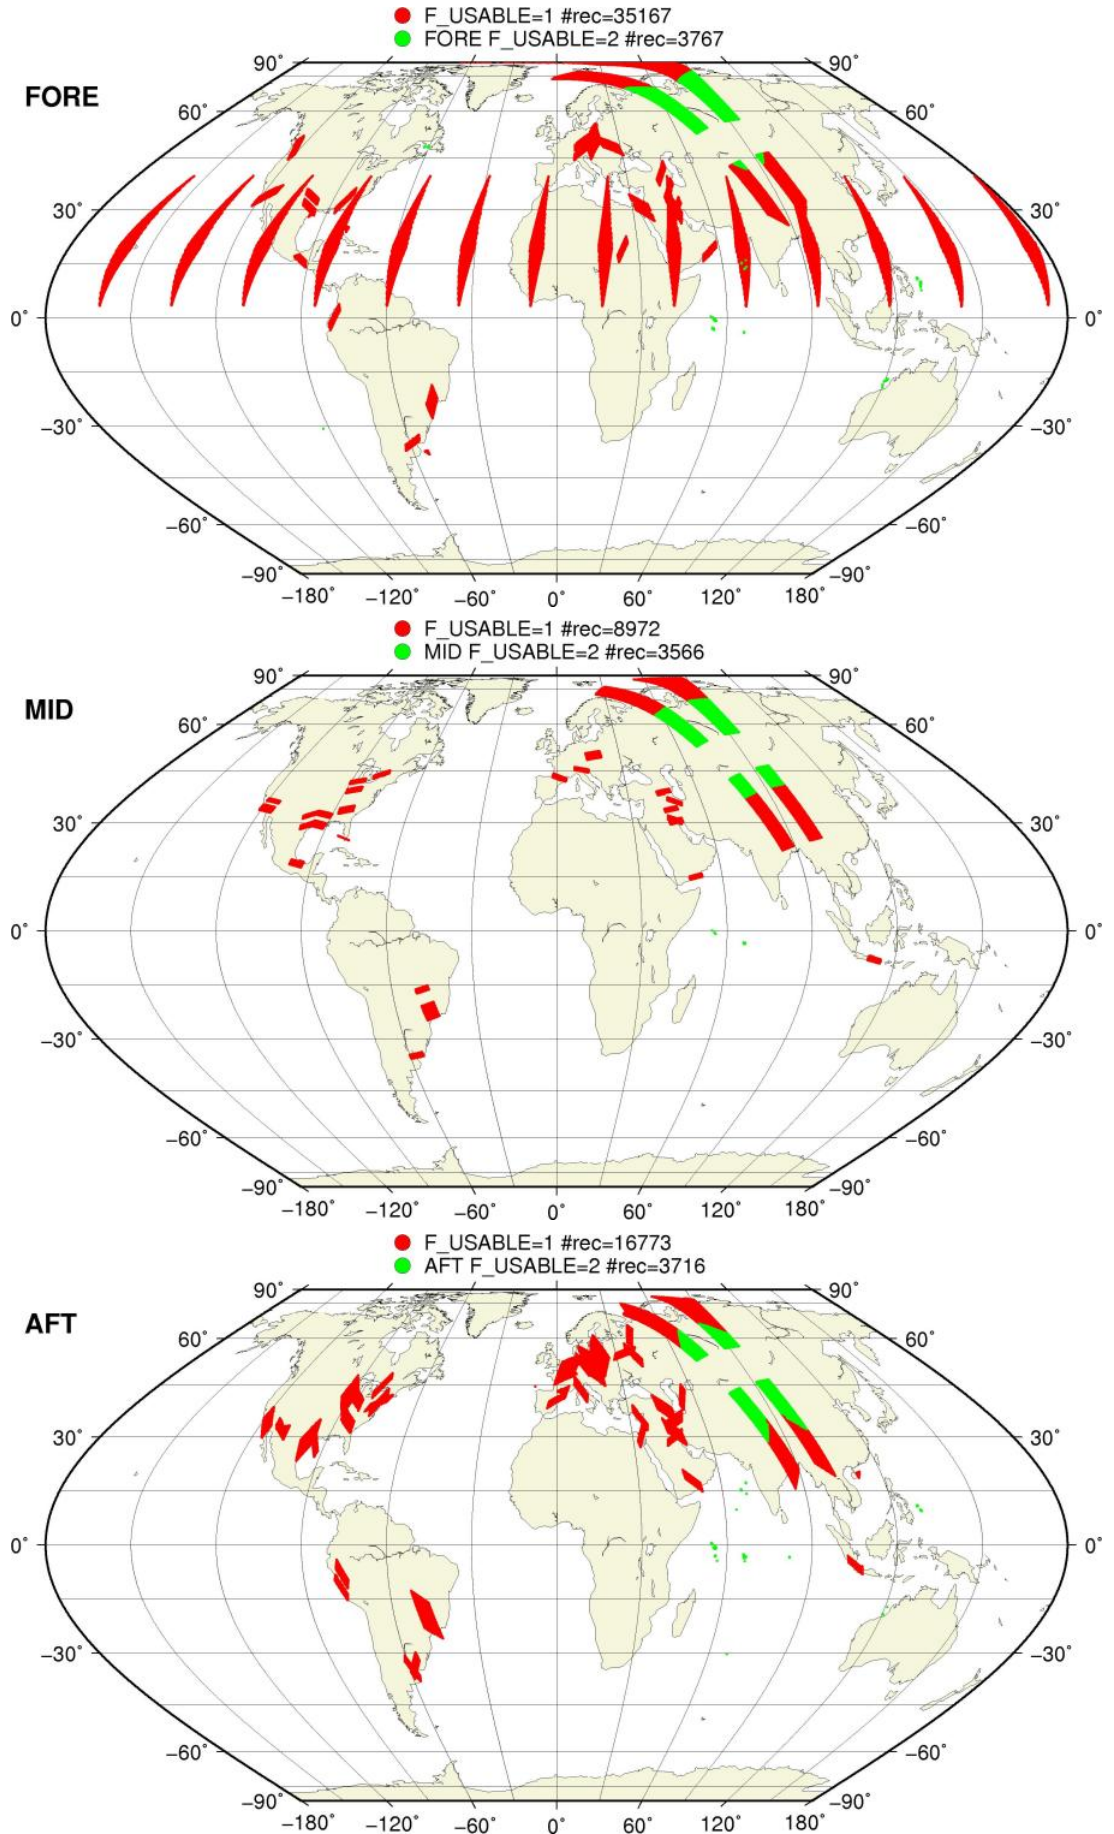 F_USABLE=1 #rec=35167
FORE F_USABLE=2 #rec=3767
FORE
90° 90°
60° 60°
30° 30°
0° 0°
−30° −30°
−60° −60°
−90° −90°
−180° −120° −60° 0° 60° 120° 180°
F_USABLE=1 #rec=8972
MID F_USABLE=2 #rec=3566
MID
90° 90°
60° 60°
30° 30°
0° 0°
−30° −30°
−60° −60°
−90° −90°
−180° −120° −60° 0° 60° 120° 180°
F_USABLE=1 #rec=16773
AFT F_USABLE=2 #rec=3716
AFT
90° 90°
60° 60°
30° 30°
0° 0°
−30° −30°
−60° −60°
−90° −90°
−180° −120° −60° 0° 60° 120° 180°